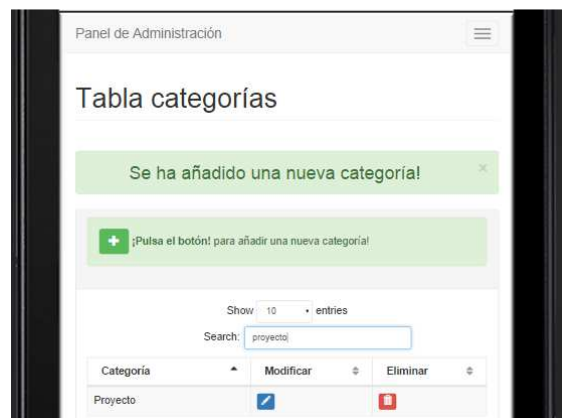 Panel de Administración
Tabla categorías
Se ha añadido una nueva categoría! ×
+ ¡Pulsa el botón! para añadir una nueva categoría!
Show 10 entries
Search: proyecto
Categoría Modificar Eliminar
Proyecto